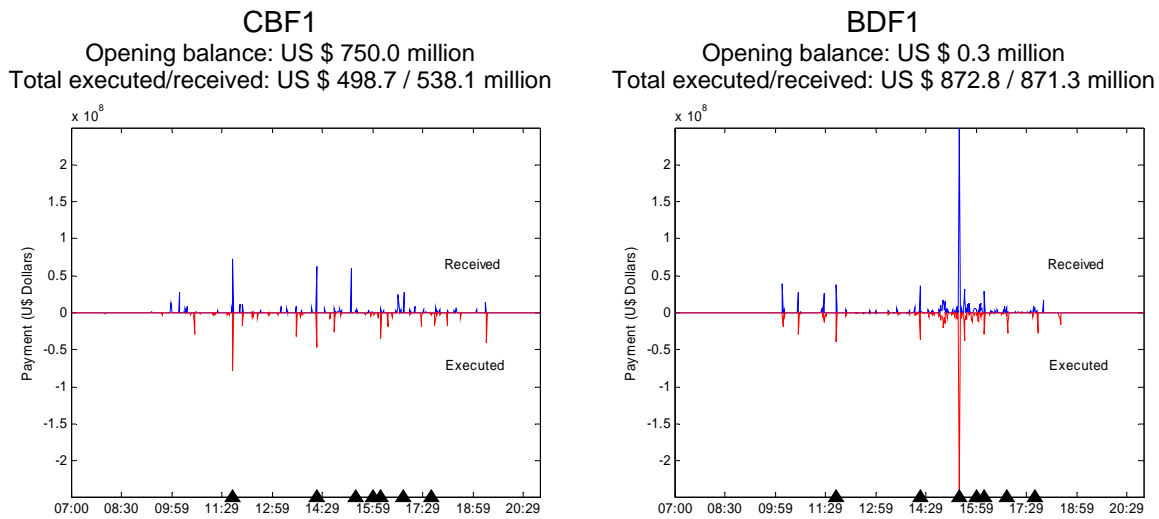 CBF1
Opening balance: US $ 750.0 million
Total executed/received: US $ 498.7 / 538.1 million
x 10^8
2
1.5
1
0.5
0
-0.5
-1
-1.5
-2
Payment (US$ Dollars)
Received
Executed
07:00 08:30 09:59 11:29 12:59 14:29 15:59 17:29 18:59 20:29
BDF1
Opening balance: US $ 0.3 million
Total executed/received: US $ 872.8 / 871.3 million
x 10^8
2
1.5
1
0.5
0
-0.5
-1
-1.5
-2
Payment (US$ Dollars)
Received
Executed
07:00 08:30 09:59 11:29 12:59 14:29 15:59 17:29 18:59 20:29